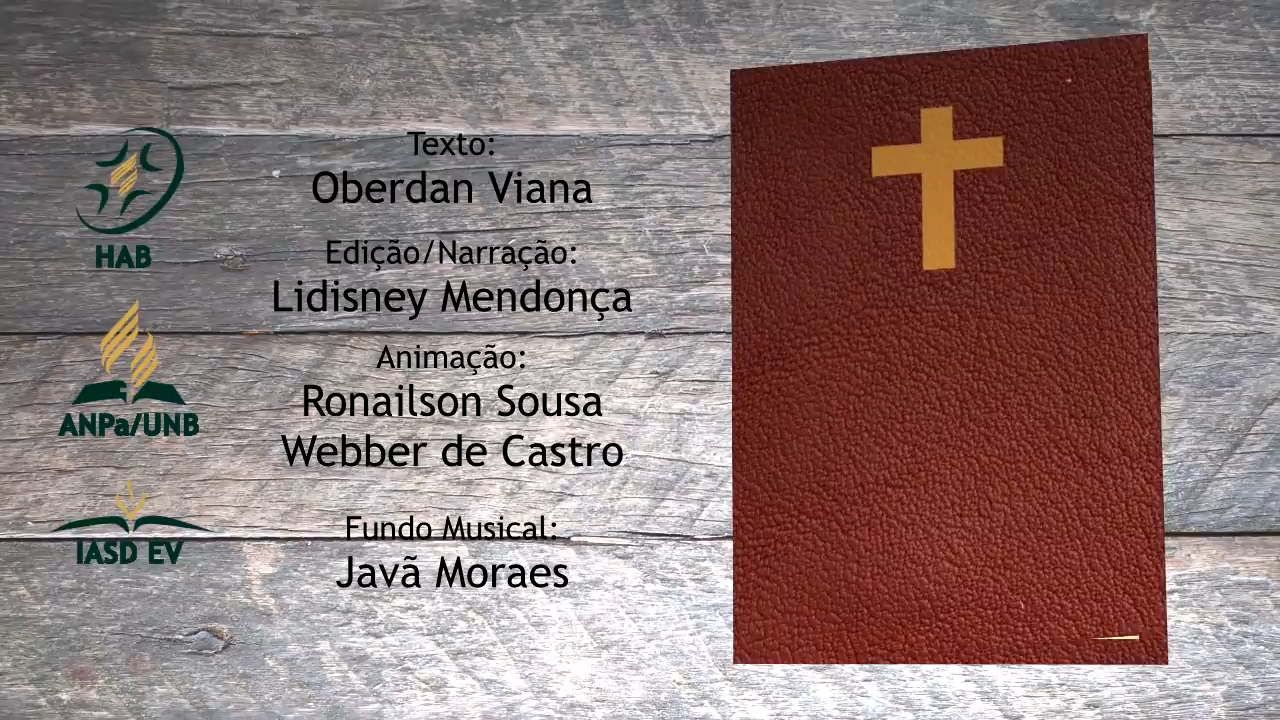 HAB
ANPa/UNB
IASD EV
Texto:
Oberdan Viana
Edição/Narração:
Lidisney Mendonça
Animação:
Ronailson Sousa
Webber de Castro
Fundo Musical:
Javã Moraes